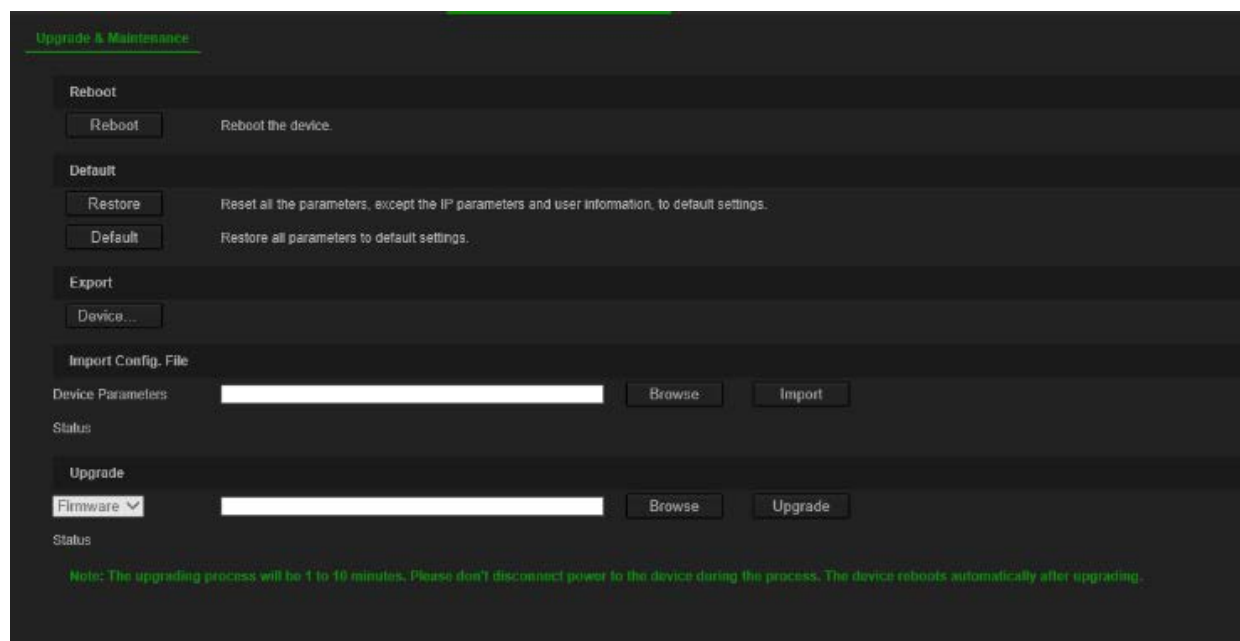 Upgrade & Maintenance
Reboot
Reboot Reboot the device.
Default
Restore Reset all the parameters, except the IP parameters and user information, to default settings.
Default Restore all parameters to default settings.
Export
Device...
Import Config. File
Device Parameters Browse Import
Status
Upgrade
Firmware Browse Upgrade
Status
Note: The upgrading process will be 1 to 10 minutes. Please don't disconnect power to the device during the process. The device reboots automatically after upgrading.